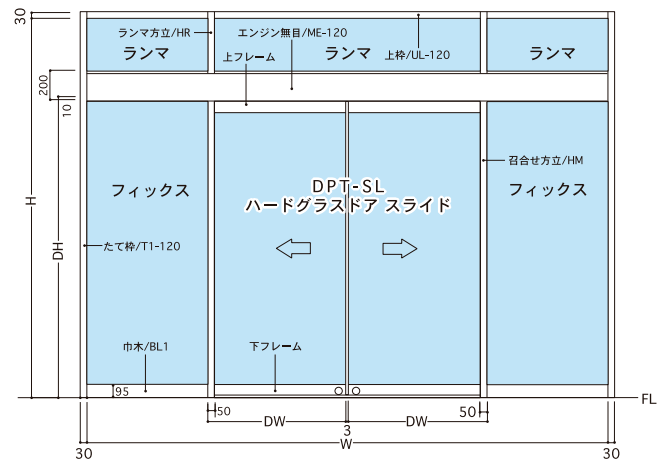 30
ランマ方立/HR
エンジン無目/ME-120
ランマ
ランマ
上枠/UL-120
ランマ
上フレーム
200
10
フィックス
DPT-SL
ハードグラスドア スライド
召合せ方立/HM
フィックス
H
DH
たて枠/T1-120
巾木/BL1
下フレーム
95
FL
50
DW
3
DW
50
W
30
30